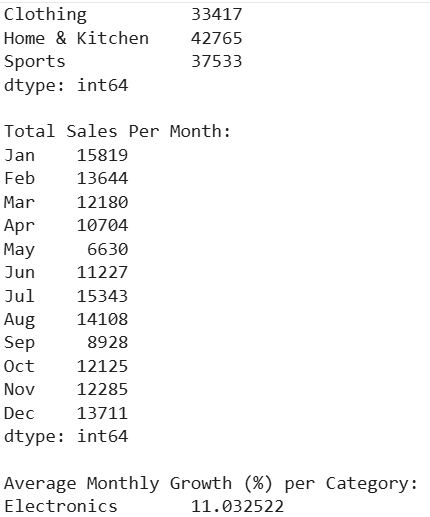 Clothing 33417
Home & Kitchen 42765
Sports 37533
dtype: int64
Total Sales Per Month:
Jan 15819
Feb 13644
Mar 12180
Apr 10704
May 6630
Jun 11227
Jul 15343
Aug 14108
Sep 8928
Oct 12125
Nov 12285
Dec 13711
dtype: int64
Average Monthly Growth (%) per Category:
Electronics 11.032522